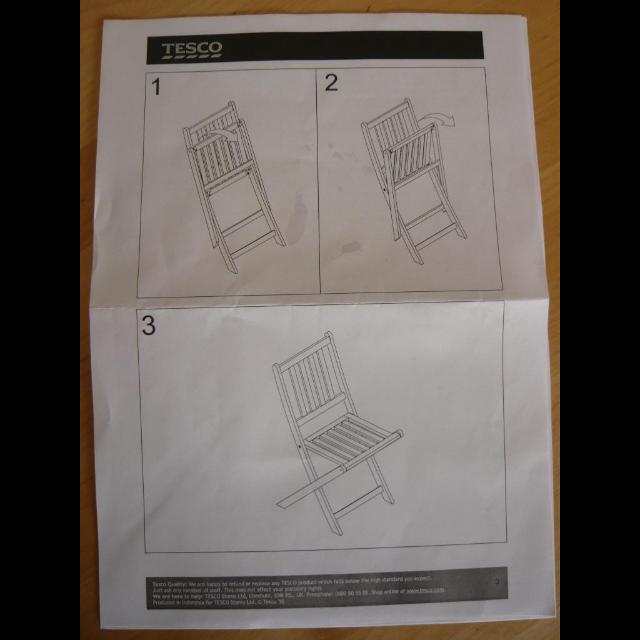 TESCO
1
2
3
Tesco Quality: We are happy to refund or replace any TESCO product which falls below the high standard you expect.
Just ask any member of staff. This does not affect your statutory rights.
We are here to help: TESCO Stores Ltd, Cheshunt, EN8 9SL, UK. Freephone: 0800 50 55 55. Shop online at www.tesco.com
Produced in Indonesia for TESCO Stores Ltd. © Tesco
3